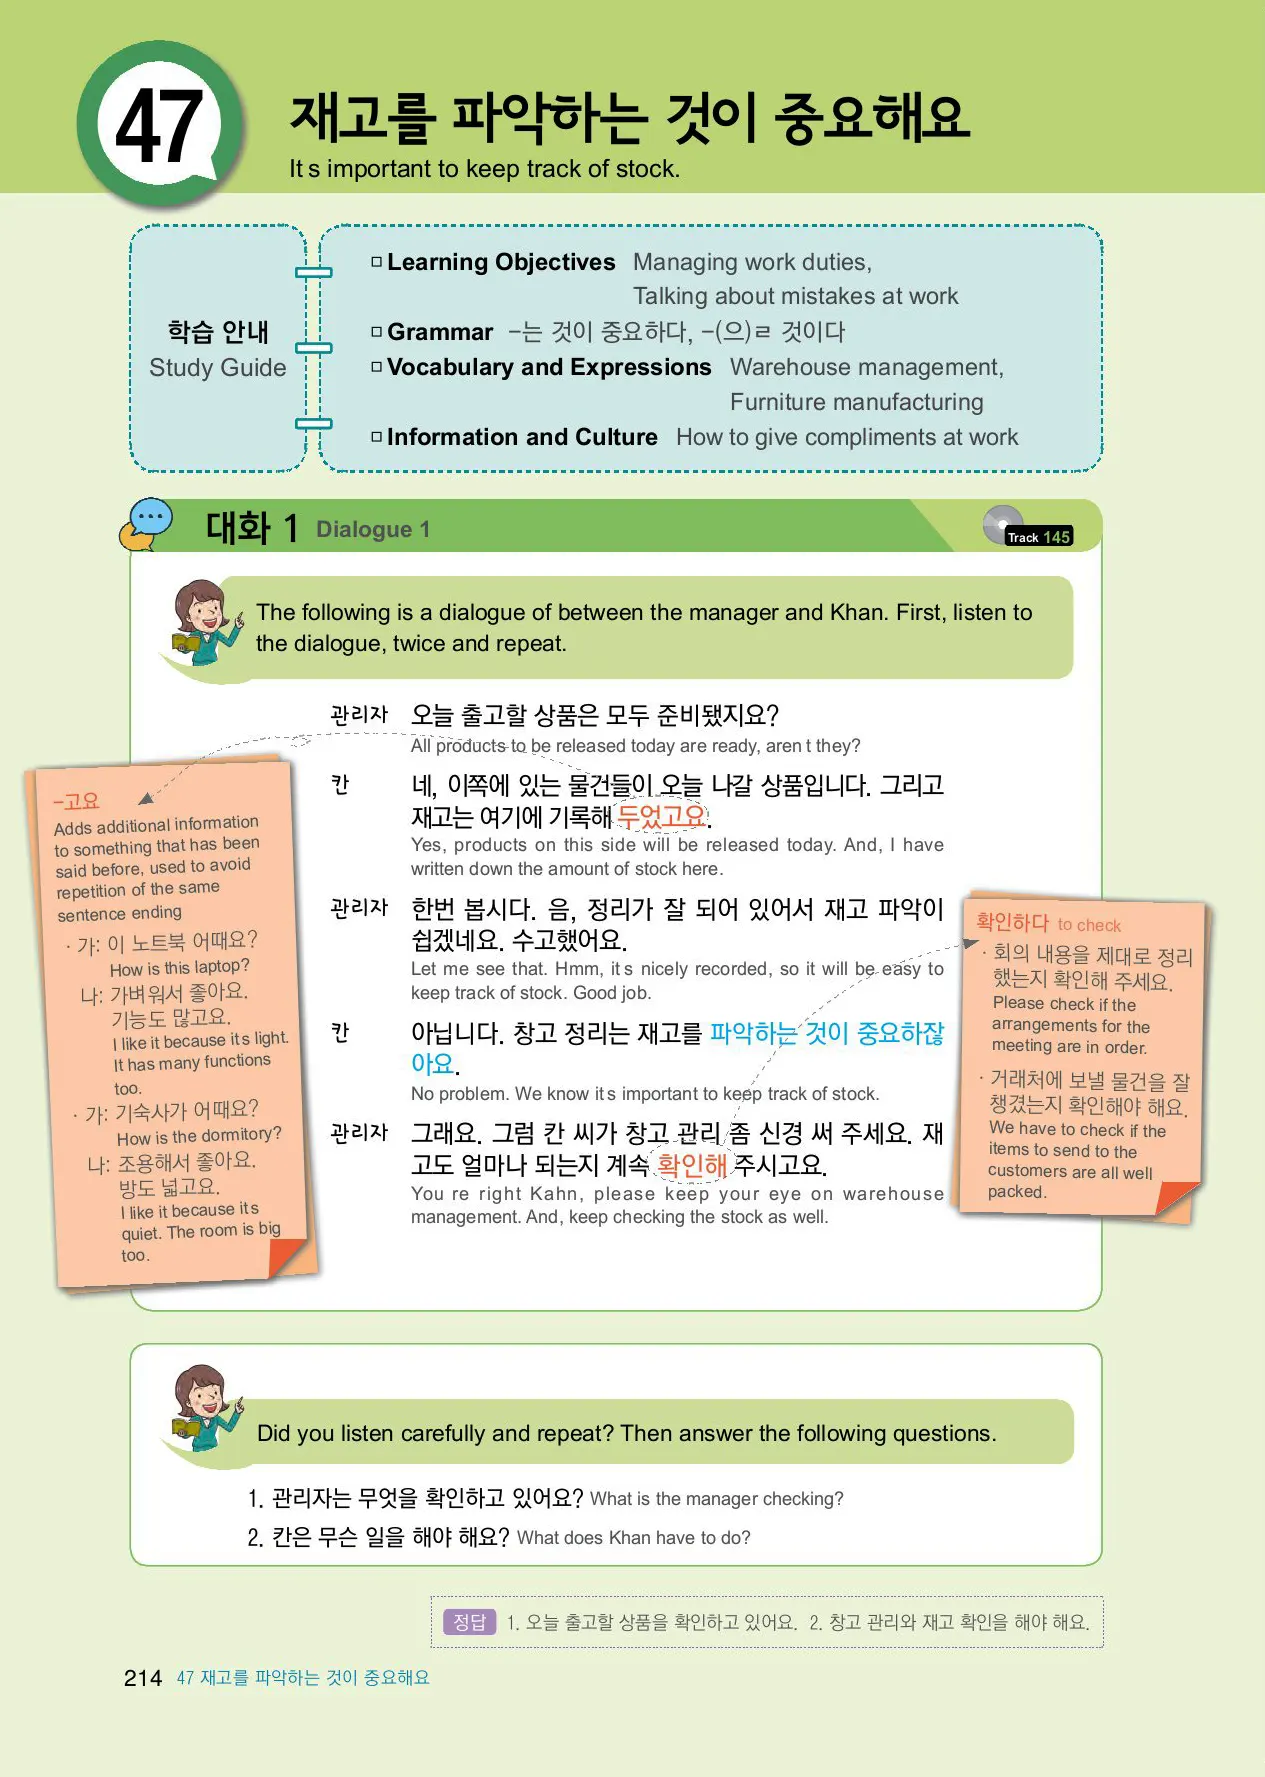 47
재고를 파악하는 것이 중요해요
It s important to keep track of stock.
학습 안내
Study Guide
Learning Objectives Managing work duties,
Talking about mistakes at work
Grammar -는 것이 중요하다, -(으)ㄹ 것이다
Vocabulary and Expressions Warehouse management,
Furniture manufacturing
Information and Culture How to give compliments at work
대화 1 Dialogue 1
Track 145
The following is a dialogue of between the manager and Khan. First, listen to
the dialogue, twice and repeat.
관리자 오늘 출고할 상품은 모두 준비됐지요?
All products to be released today are ready, aren t they?
칸 네, 이쪽에 있는 물건들이 오늘 나갈 상품입니다. 그리고
재고는 여기에 기록해 두었고요.
Yes, products on this side will be released today. And, I have
written down the amount of stock here.
관리자 한번 봅시다. 음, 정리가 잘 되어 있어서 재고 파악이
쉽겠네요. 수고했어요.
Let me see that. Hmm, it s nicely recorded, so it will be easy to
keep track of stock. Good job.
칸 아닙니다. 창고 정리는 재고를 파악하는 것이 중요하잖
아요.
No problem. We know it s important to keep track of stock.
관리자 그래요. 그럼 칸 씨가 창고 관리 좀 신경 써 주세요. 재
고도 얼마나 되는지 계속 확인해 주시고요.
You re right Kahn, please keep your eye on warehouse
management. And, keep checking the stock as well.
-고요
Adds additional information
to something that has been
said before, used to avoid
repetition of the same
sentence ending
· 가: 이 노트북 어때요?
How is this laptop?
나: 가벼워서 좋아요.
기능도 많고요.
I like it because it s light.
It has many functions
too.
· 가: 기숙사가 어때요?
How is the dormitory?
나: 조용해서 좋아요.
방도 넓고요.
I like it because it s
quiet. The room is big
too.
확인하다 to check
· 회의 내용을 제대로 정리
했는지 확인해 주세요.
Please check if the
arrangements for the
meeting are in order.
· 거래처에 보낼 물건을 잘
챙겼는지 확인해야 해요.
We have to check if the
items to send to the
customers are all well
packed.
Did you listen carefully and repeat? Then answer the following questions.
1. 관리자는 무엇을 확인하고 있어요? What is the manager checking?
2. 칸은 무슨 일을 해야 해요? What does Khan have to do?
정답 1. 오늘 출고할 상품을 확인하고 있어요. 2. 창고 관리와 재고 확인을 해야 해요.
214 47 재고를 파악하는 것이 중요해요